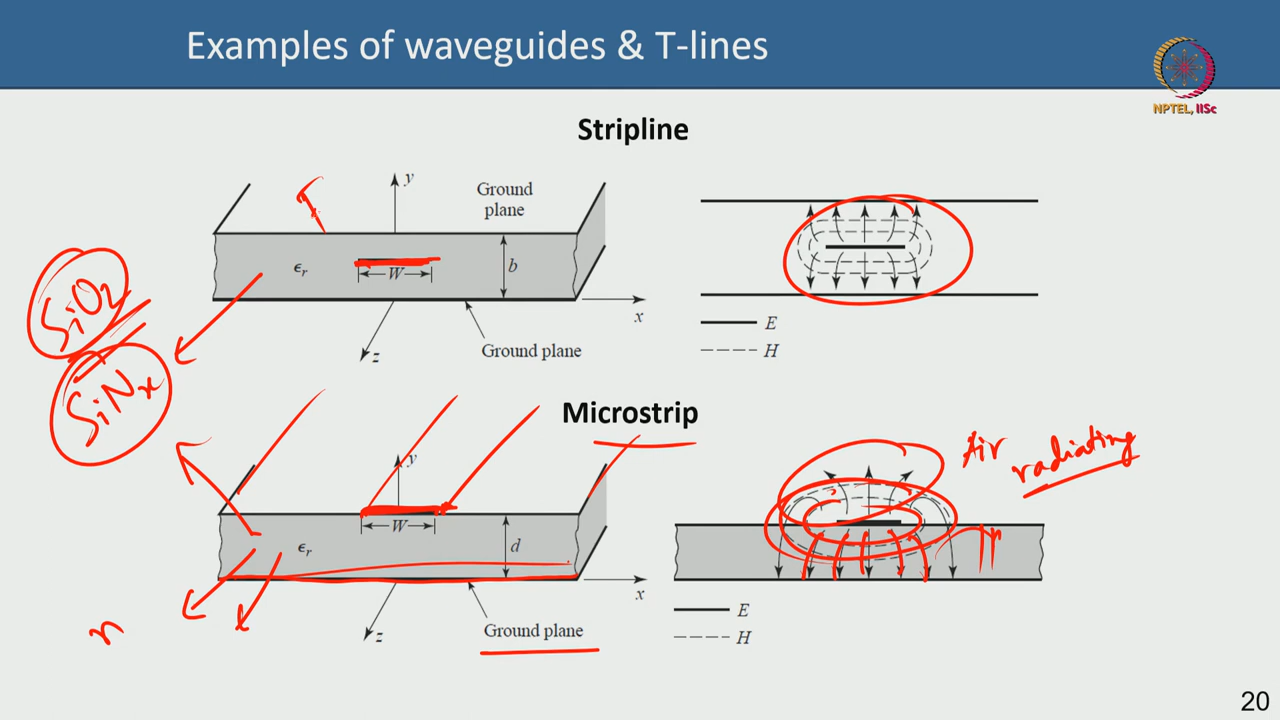 Examples of waveguides & T-lines
NPTEL, IISc
Stripline
y
Ground
plane
ϵr
W
b
x
z
Ground plane
E
H
SiO2
SiNx
Microstrip
y
W
ϵr
d
x
z
Ground plane
E
H
Air
radiating
n
20